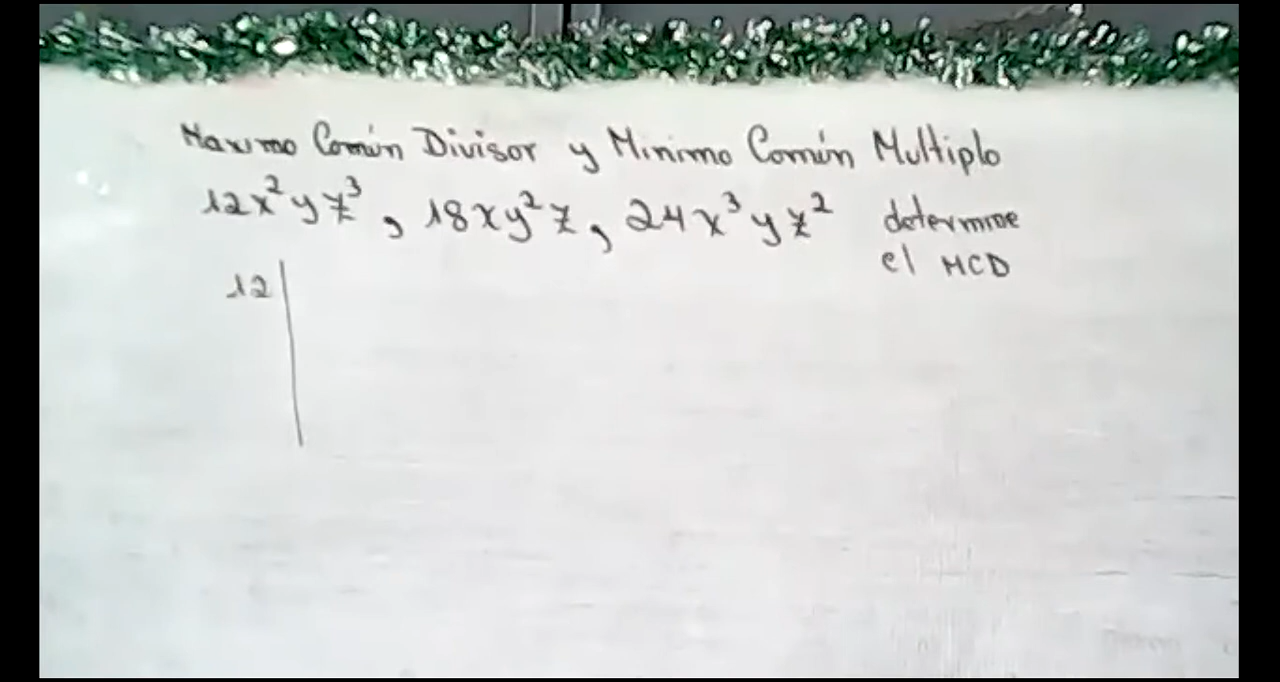 Maximo Común Divisor y Minimo Común Multiplo
12x²yz³, 18xy²z, 24x³yz² determine
el MCD
12